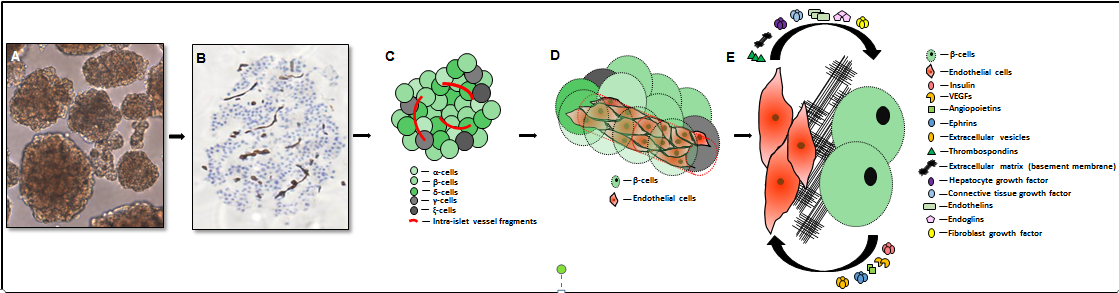 A
B
C
α-cells
β-cells
δ-cells
γ-cells
ξ-cells
Intra-islet vessel fragments
D
β-cells
Endothelial cells
E
β-cells
Endothelial cells
Insulin
VEGFs
Angiopoietins
Ephrins
Extracellular vesicles
Thrombospondins
Extracellular matrix (basement membrane)
Hepatocyte growth factor
Connective tissue growth factor
Endothelins
Endoglins
Fibroblast growth factor